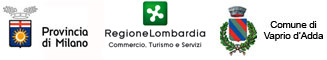 Provincia
di Milano
RegioneLombardia
Commercio, Turismo e Servizi
Comune di
Vaprio d'Adda